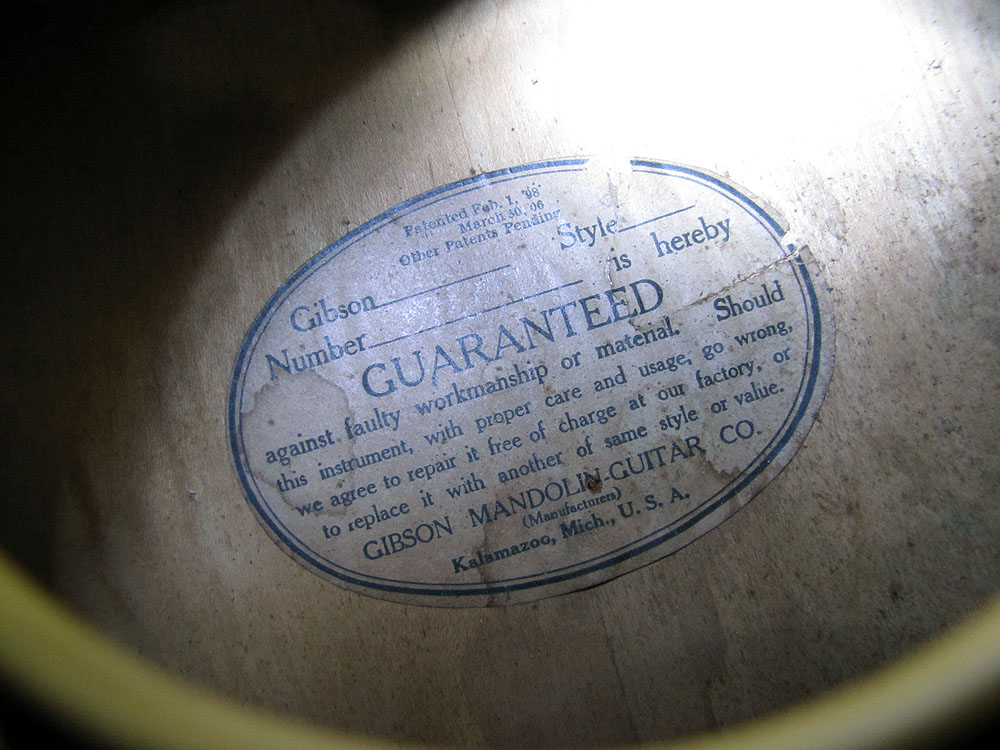 Patented Feb. 1, '98
March 30, '06
Other Patents Pending
Gibson Style
Number is hereby
GUARANTEED
against faulty workmanship or material. Should
this instrument, with proper care and usage, go wrong,
we agree to repair it free of charge at our factory, or
to replace it with another of same style or value.
GIBSON MANDOLIN-GUITAR CO.
(Manufacturers)
Kalamazoo, Mich., U. S. A.